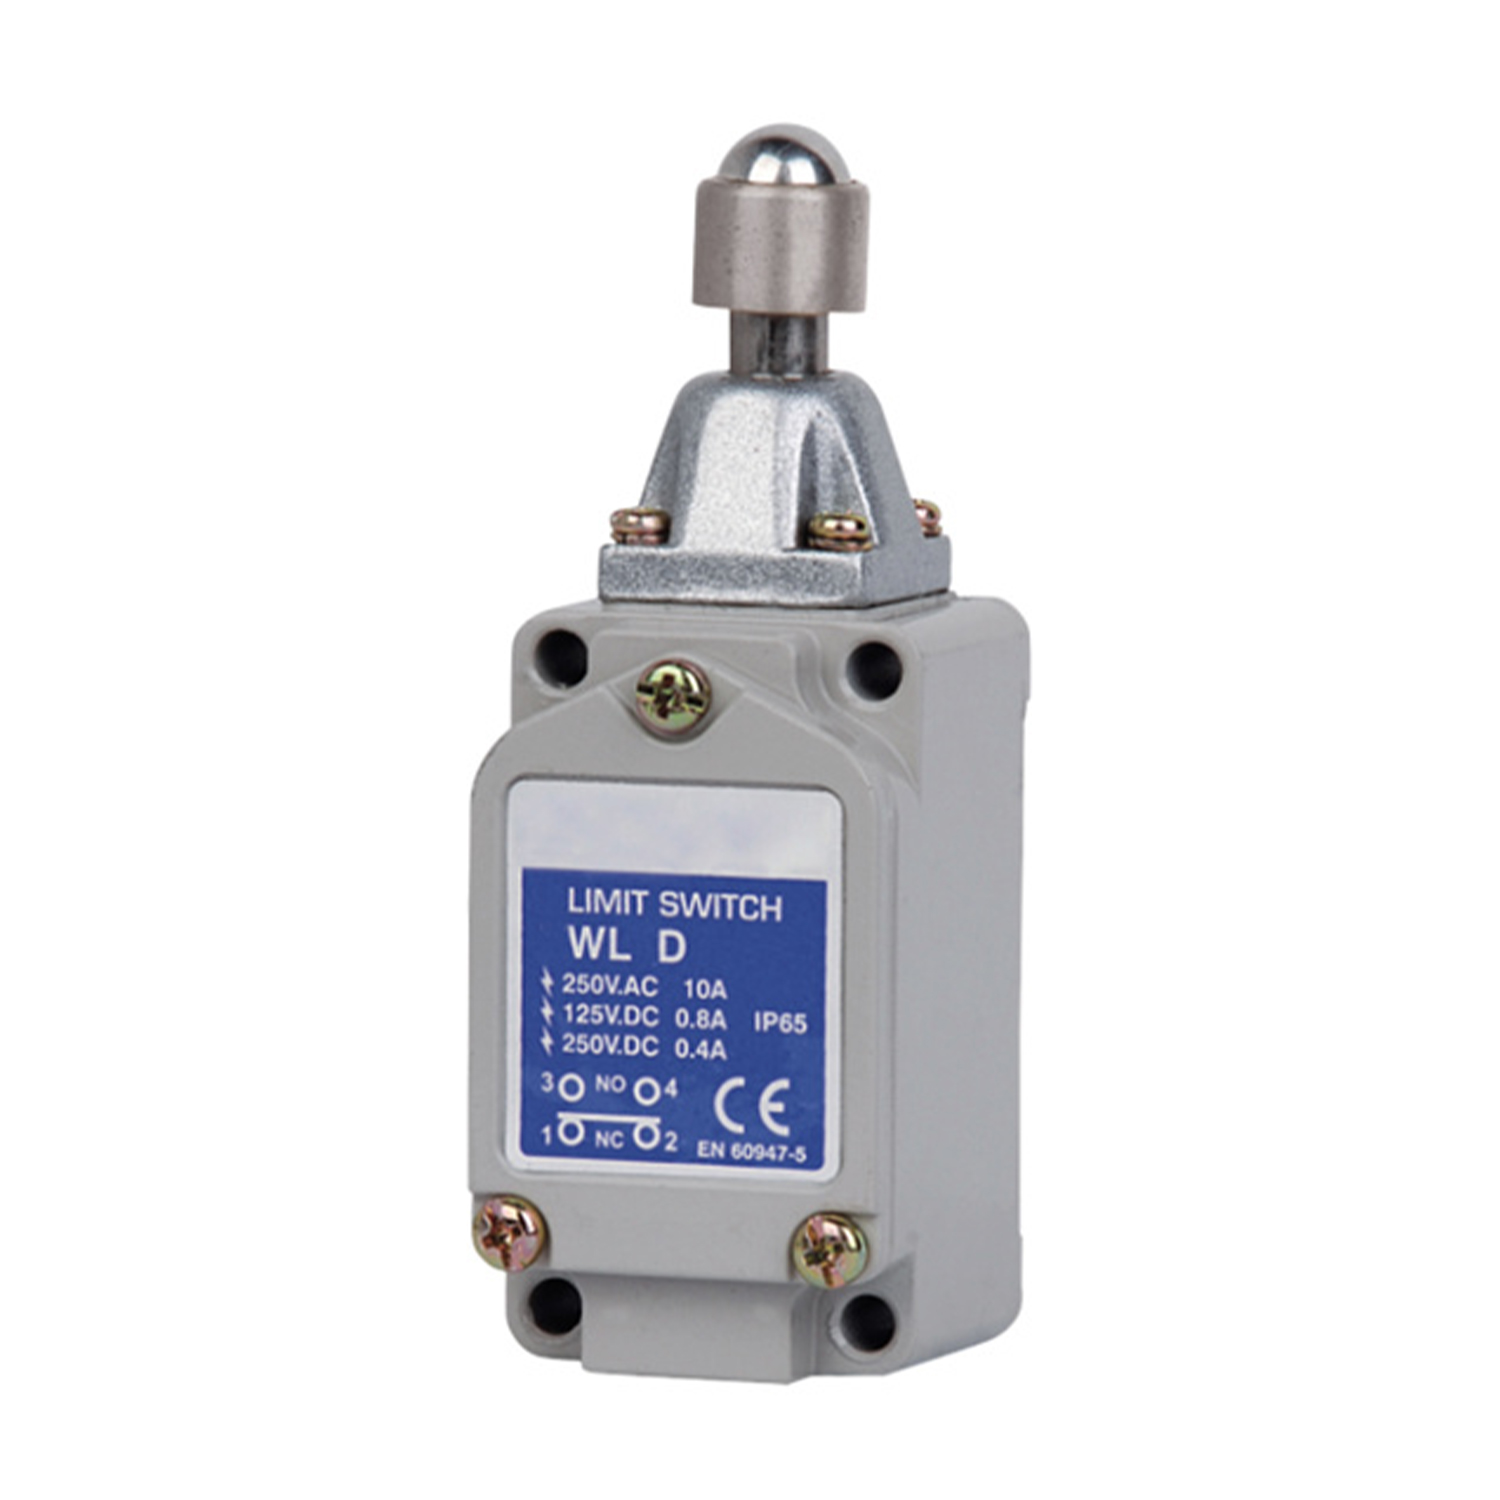 LIMIT SWITCH
WL D
250V.AC 10A
125V.DC 0.8A IP65
250V.DC 0.4A
3 NO 4
1 NC 2
CE
EN 60947-5